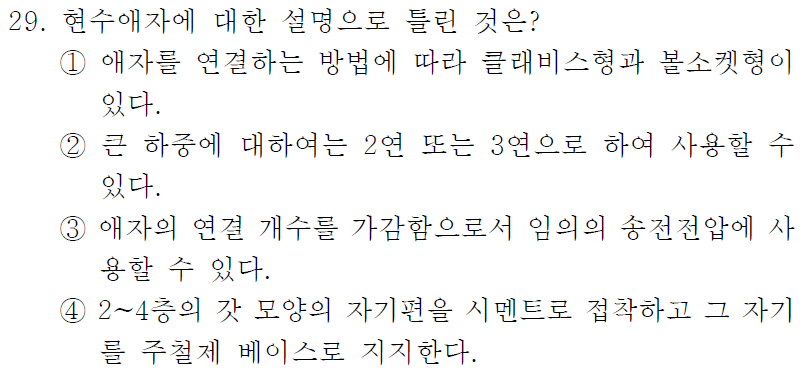 29. 현수애자에 대한 설명으로 틀린 것은?
① 애자를 연결하는 방법에 따라 클래비스형과 볼소켓형이
있다.
② 큰 하중에 대하여는 2연 또는 3연으로 하여 사용할 수
있다.
③ 애자의 연결 개수를 가감함으로서 임의의 송전전압에 사
용할 수 있다.
④ 2~4층의 갓 모양의 자기편을 시멘트로 접착하고 그 자기
를 주철제 베이스로 지지한다.